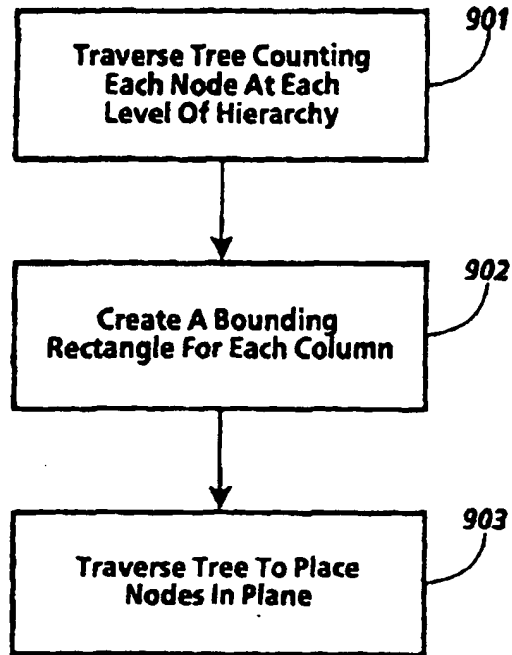 901
Traverse Tree Counting
Each Node At Each
Level Of Hierarchy
902
Create A Bounding
Rectangle For Each Column
903
Traverse Tree To Place
Nodes In Plane